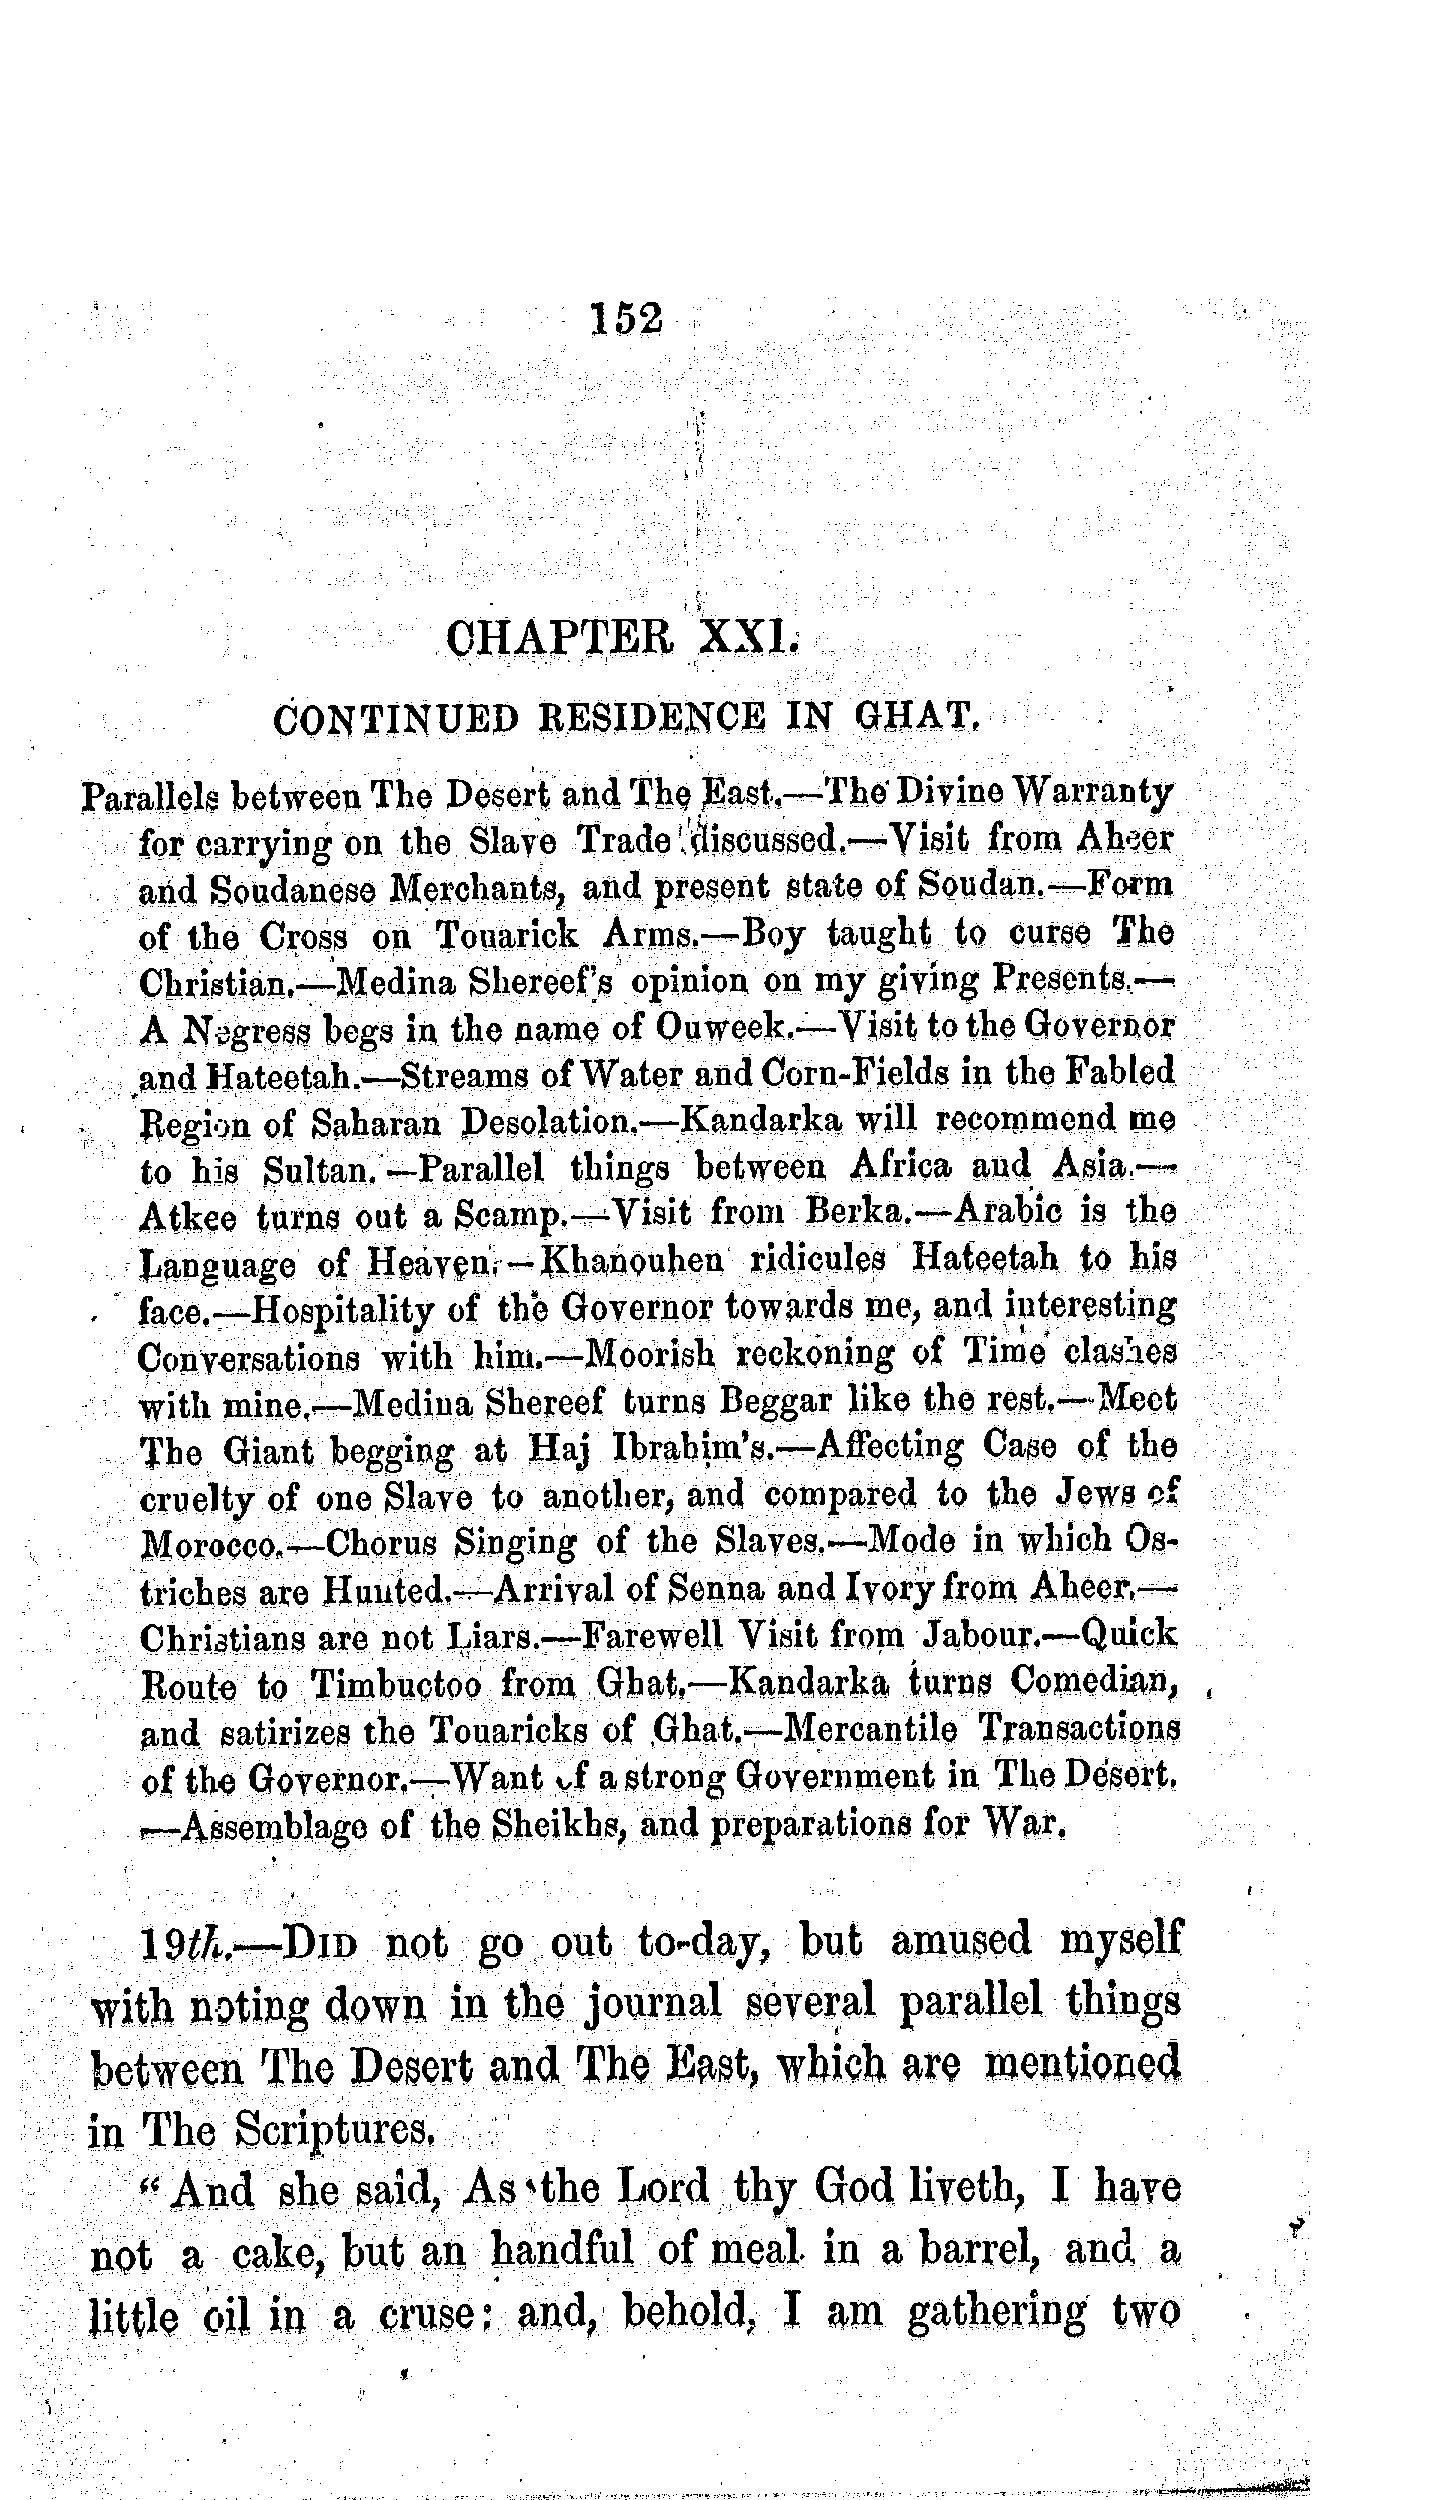 152
CHAPTER XXI.
CONTINUED RESIDENCE IN GHAT.
Parallels between The Desert and The East.—The Divine Warranty
for carrying on the Slave Trade discussed.—Visit from Aheer
and Soudanese Merchants, and present state of Soudan.—Form
of the Cross on Touarick Arms.—Boy taught to curse The
Christian.—Medina Shereef's opinion on my giving Presents.—
A Negress begs in the name of Ouweek.—Visit to the Governor
and Hateetah.—Streams of Water and Corn-Fields in the Fabled
Region of Saharan Desolation.—Kandarka will recommend me
to his Sultan.—Parallel things between Africa and Asia.—
Atkee turns out a Scamp.—Visit from Berka.—Arabic is the
Language of Heaven.—Khanouhen ridicules Hateetah to his
face.—Hospitality of the Governor towards me, and interesting
Conversations with him.—Moorish reckoning of Time clashes
with mine.—Medina Shereef turns Beggar like the rest.—Meet
The Giant begging at Haj Ibrahim's.—Affecting Case of the
cruelty of one Slave to another, and compared to the Jews of
Morocco.—Chorus Singing of the Slaves.—Mode in which Os-
triches are Hunted.—Arrival of Senna and Ivory from Aheer.—
Christians are not Liars.—Farewell Visit from Jabour.—Quick
Route to Timbuctoo from Ghat.—Kandarka turns Comedian,
and satirizes the Touaricks of Ghat.—Mercantile Transactions
of the Governor.—Want of a strong Government in The Desert.
—Assemblage of the Sheikhs, and preparations for War.
19th.—DID not go out to-day, but amused myself
with noting down in the journal several parallel things
between The Desert and The East, which are mentioned
in The Scriptures.
"And she said, As the Lord thy God liveth, I have
not a cake, but an handful of meal in a barrel, and a
little oil in a cruse: and, behold, I am gathering two